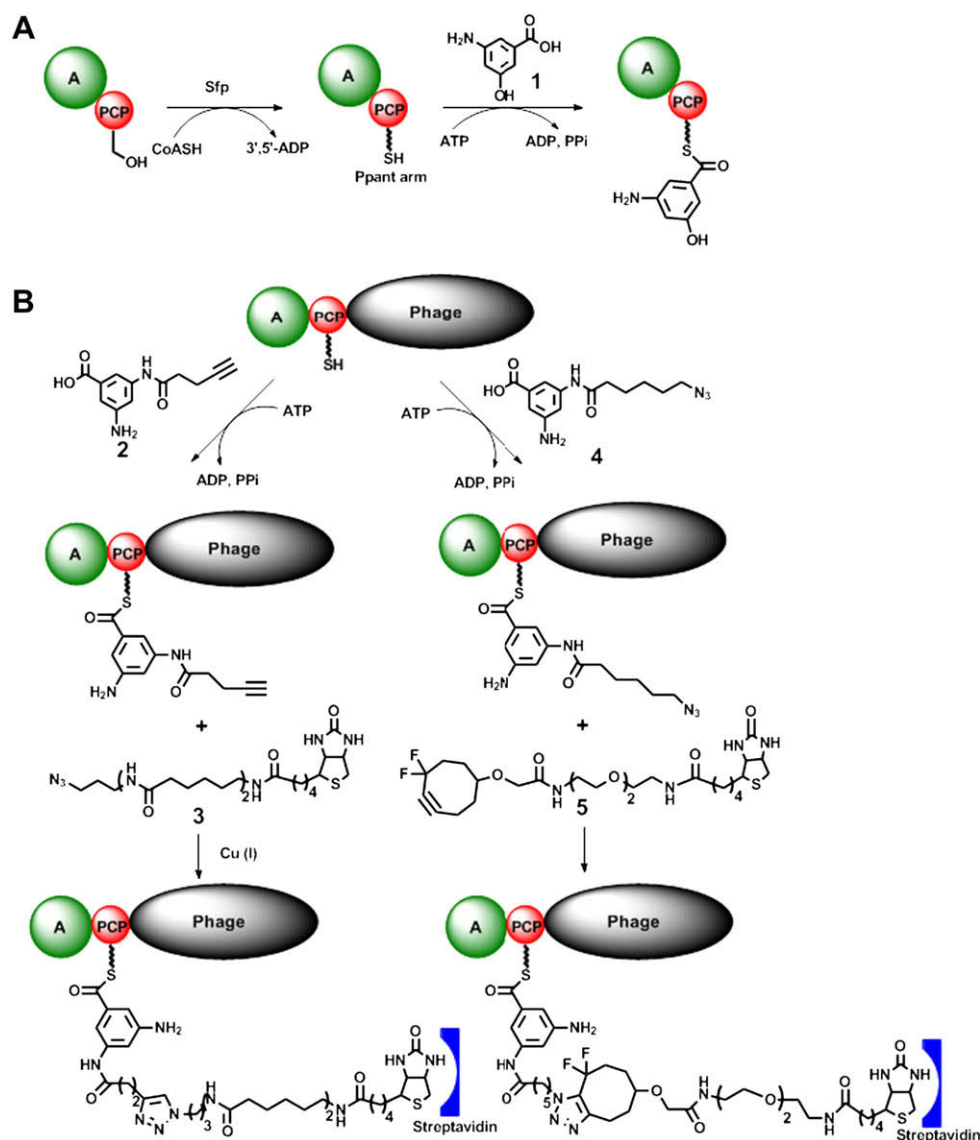 A
A
PCP
OH
Sfp
CoASH
3',5'-ADP
A
PCP
SH
Ppant arm
H₂N
O
OH
OH
1
ATP
ADP, PPi
A
PCP
S
O
H₂N
OH
B
A
PCP
Phage
SH
O
HO
H
N
O
NH₂
2
ATP
ADP, PPi
ATP
ADP, PPi
O
HO
H
N
O
N₃
NH₂
4
A
PCP
Phage
S
O
NH
H₂N
O
+
A
PCP
Phage
S
O
NH
H₂N
O
N₃
+
N₃
H
N
O
2
N
H
O
4
O
HN
NH
S
3
Cu (I)
F
F
O
O
N
H
O
2
N
H
O
4
O
HN
NH
S
5
A
PCP
Phage
S
O
NH₂
NH
O
2
N
N
N
3
H
N
O
2
N
H
O
4
O
HN
NH
S
Streptavidin
A
PCP
Phage
S
O
NH₂
HN
O
5
N
N
N
F
F
O
O
H
N
O
2
N
H
O
4
O
HN
NH
S
Streptavidin